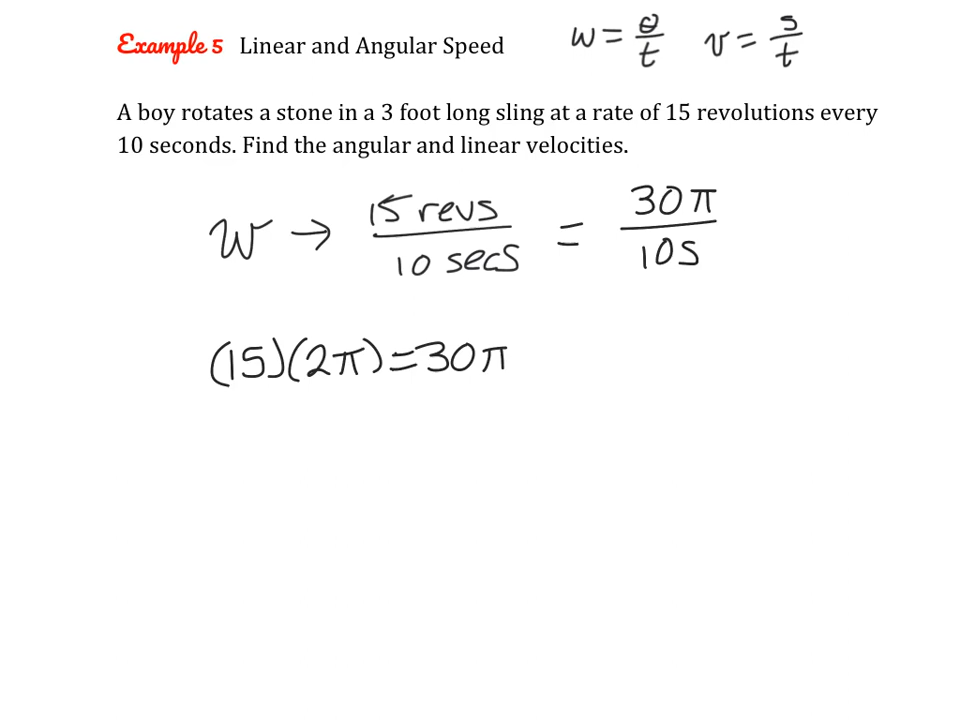 Example 5 Linear and Angular Speed w = θ/t v = s/t
A boy rotates a stone in a 3 foot long sling at a rate of 15 revolutions every
10 seconds. Find the angular and linear velocities.
w → 15 revs / 10 secs = 30π / 10s
(15)(2π) = 30π